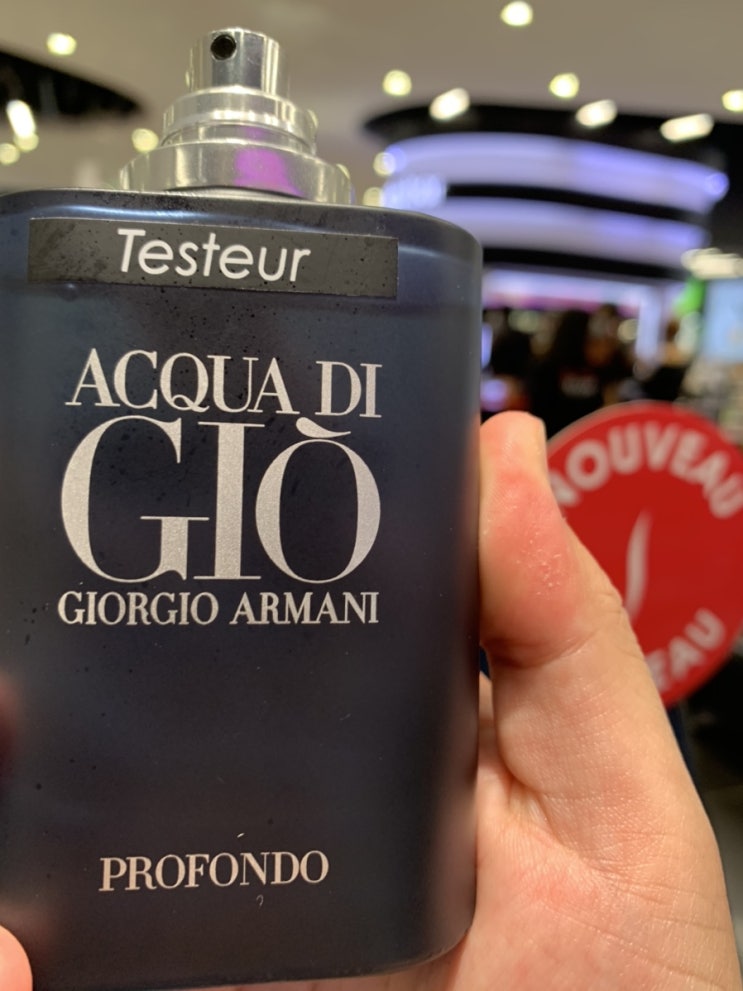 Testeur
ACQUA DI
GIÒ
GIORGIO ARMANI
PROFONDO
NOUVEAU